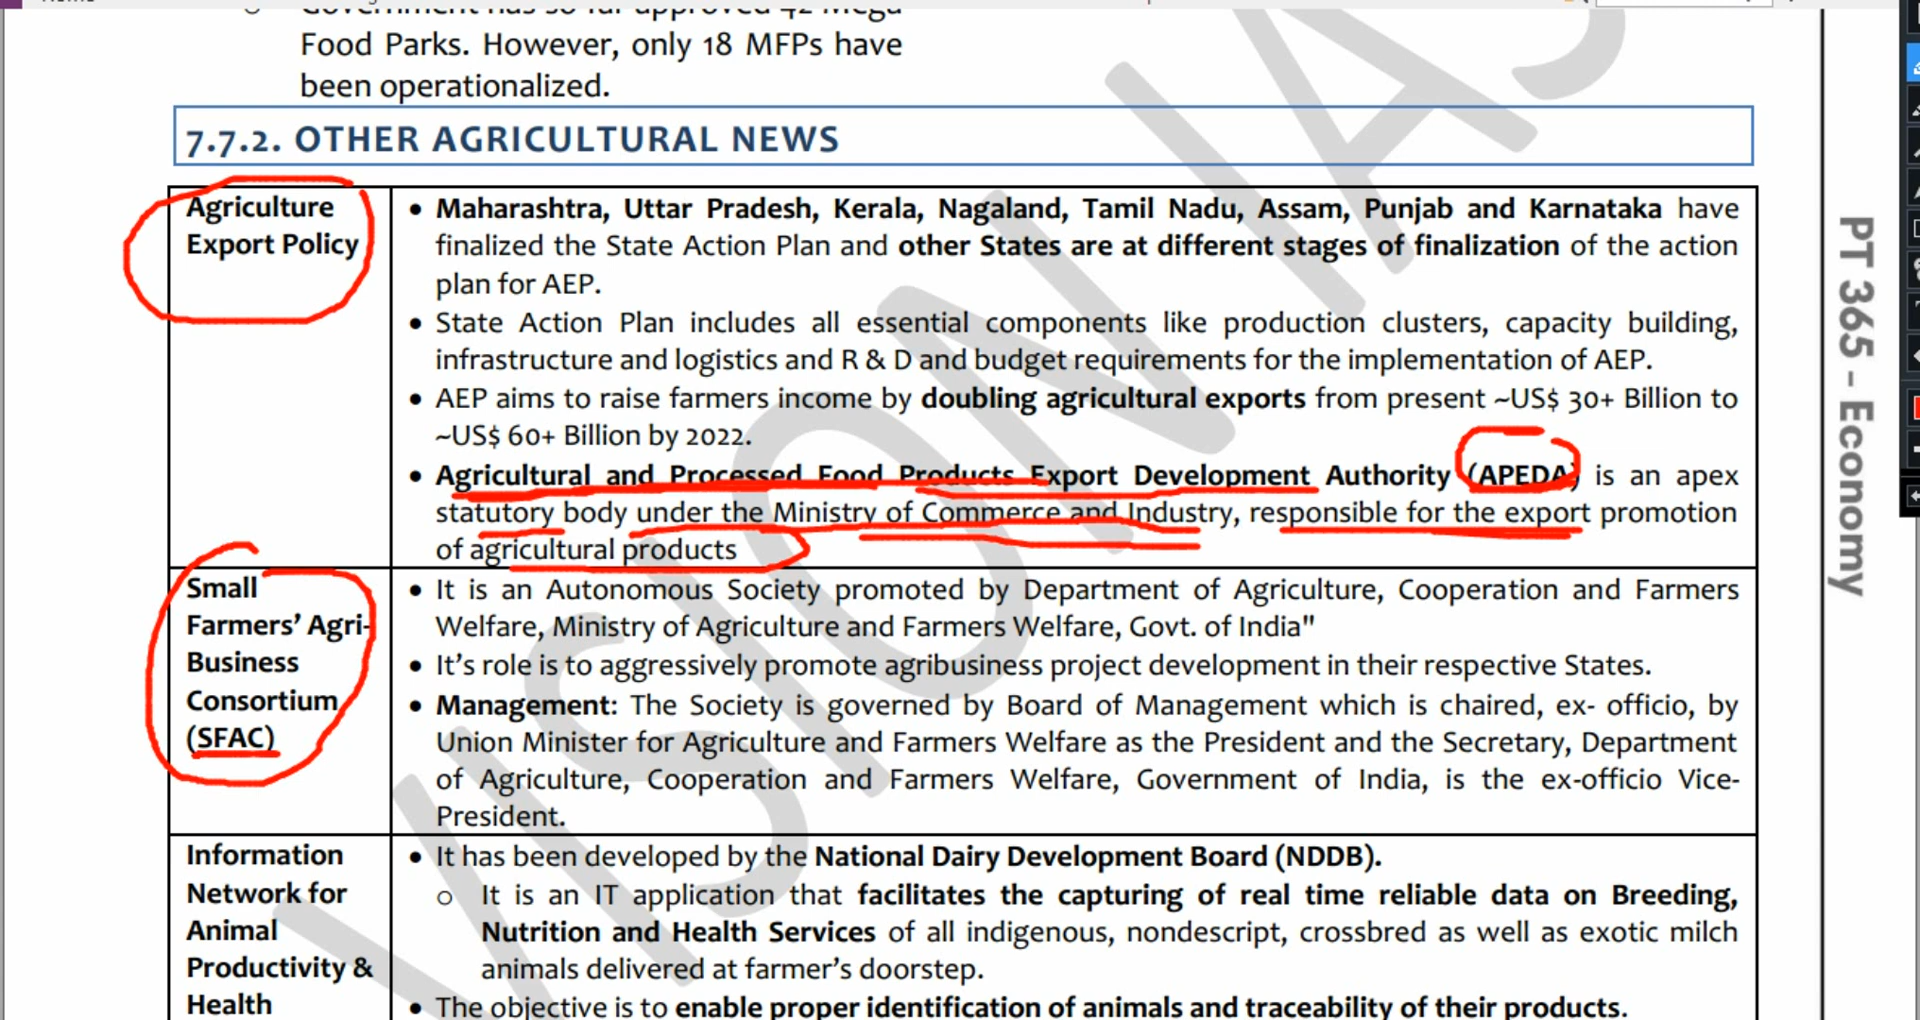 Government has so far approved 42 Mega
Food Parks. However, only 18 MFPs have
been operationalized.
7.7.2. OTHER AGRICULTURAL NEWS
Agriculture
Export Policy
• Maharashtra, Uttar Pradesh, Kerala, Nagaland, Tamil Nadu, Assam, Punjab and Karnataka have
finalized the State Action Plan and other States are at different stages of finalization of the action
plan for AEP.
• State Action Plan includes all essential components like production clusters, capacity building,
infrastructure and logistics and R & D and budget requirements for the implementation of AEP.
• AEP aims to raise farmers income by doubling agricultural exports from present ~US$ 30+ Billion to
~US$ 60+ Billion by 2022.
• Agricultural and Processed Food Products Export Development Authority (APEDA) is an apex
statutory body under the Ministry of Commerce and Industry, responsible for the export promotion
of agricultural products
Small
Farmers’ Agri-
Business
Consortium
(SFAC)
• It is an Autonomous Society promoted by Department of Agriculture, Cooperation and Farmers
Welfare, Ministry of Agriculture and Farmers Welfare, Govt. of India"
• It’s role is to aggressively promote agribusiness project development in their respective States.
• Management: The Society is governed by Board of Management which is chaired, ex- officio, by
Union Minister for Agriculture and Farmers Welfare as the President and the Secretary, Department
of Agriculture, Cooperation and Farmers Welfare, Government of India, is the ex-officio Vice-
President.
Information
Network for
Animal
Productivity &
Health
• It has been developed by the National Dairy Development Board (NDDB).
o It is an IT application that facilitates the capturing of real time reliable data on Breeding,
Nutrition and Health Services of all indigenous, nondescript, crossbred as well as exotic milch
animals delivered at farmer’s doorstep.
• The objective is to enable proper identification of animals and traceability of their products.
PT 365 - Economy
VISION IAS